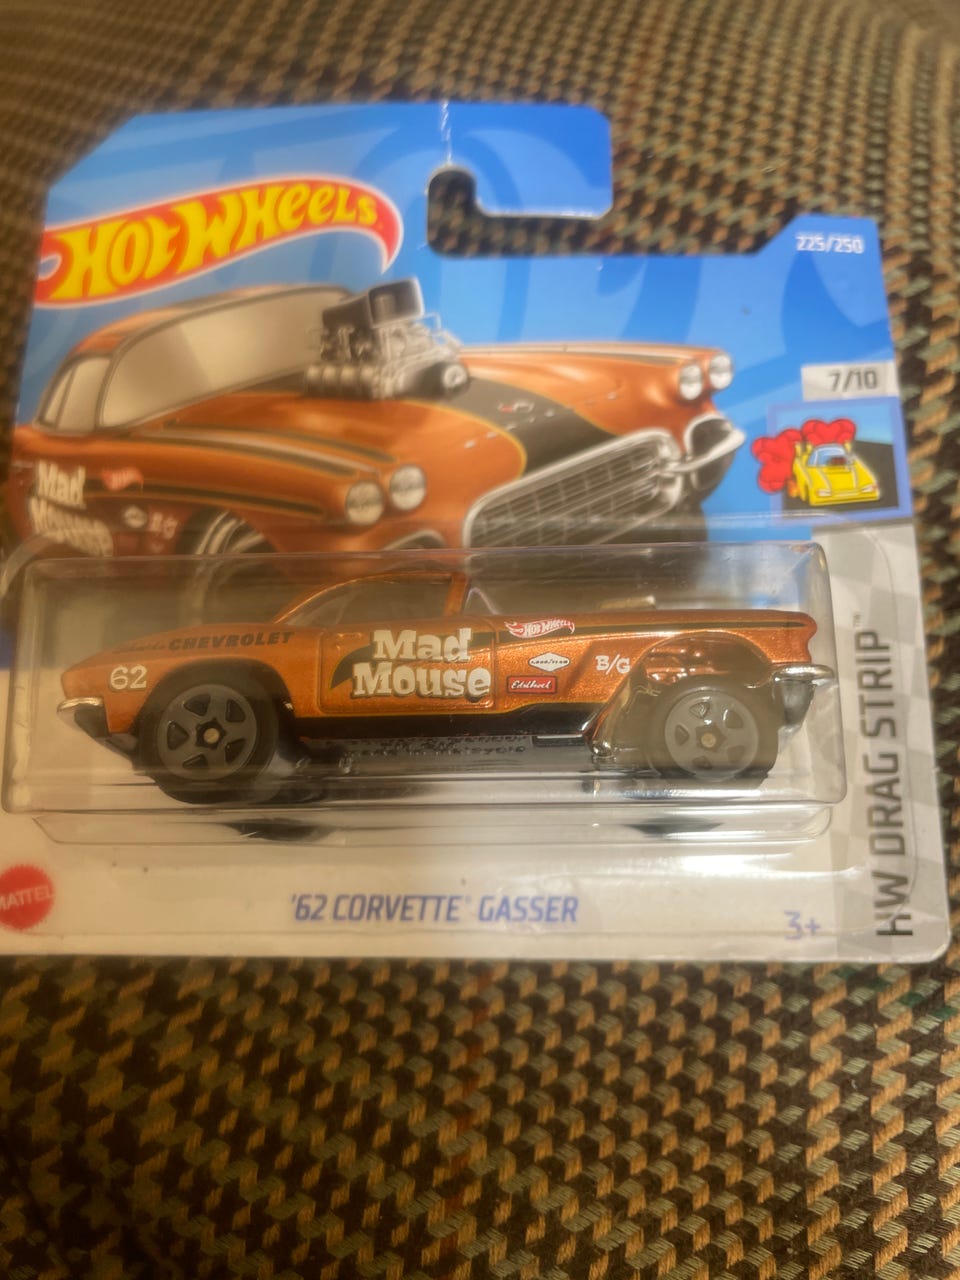 HOT WHEELS
225/250
7/10
Mad
Mouse
B/G
CHEVROLET
62
Mad
Mouse
HOT WHEELS
GOODYEAR
Edelbrock
B/G
HW DRAG STRIP™
MATTEL
'62 CORVETTE® GASSER
3+